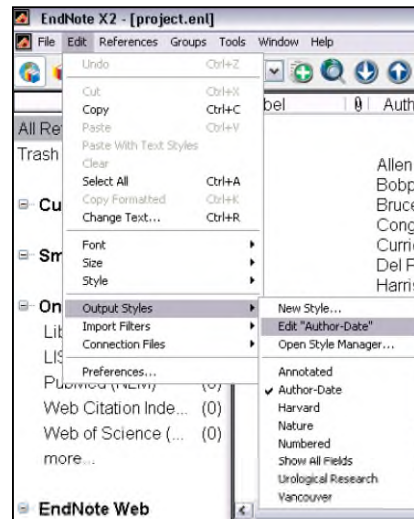 EndNote X2 - [project.enl]
File Edit References Groups Tools Window Help
Undo Ctrl+Z
Cut Ctrl+X
Copy Ctrl+C
Paste Ctrl+V
Paste With Text Styles
Clear
Select All Ctrl+A
Copy Formatted Ctrl+K
Change Text... Ctrl+R
Font
Size
Style
Output Styles
Import Filters
Connection Files
Preferences...
New Style...
Edit "Author-Date"
Open Style Manager...
Annotated
Author-Date
Harvard
Nature
Numbered
Show All Fields
Urological Research
Vancouver
bel Auth
All Re
Trash
Cu
Sm
On
Lib
LIS
PubMed (NLM) (0)
Web Citation Inde... (0)
Web of Science (... (0)
more...
EndNote Web
Allen
Bobp
Bruce
Cong
Curri
Del F
Harris